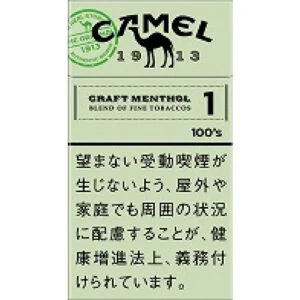 CAMEL
1913
CRAFT MENTHOL 1
BLEND OF FINE TOBACCOS
100's
望まない受動喫煙が
生じないよう、屋外や
家庭でも周囲の状況
に配慮することが、健
康増進法上、義務付
けられています。